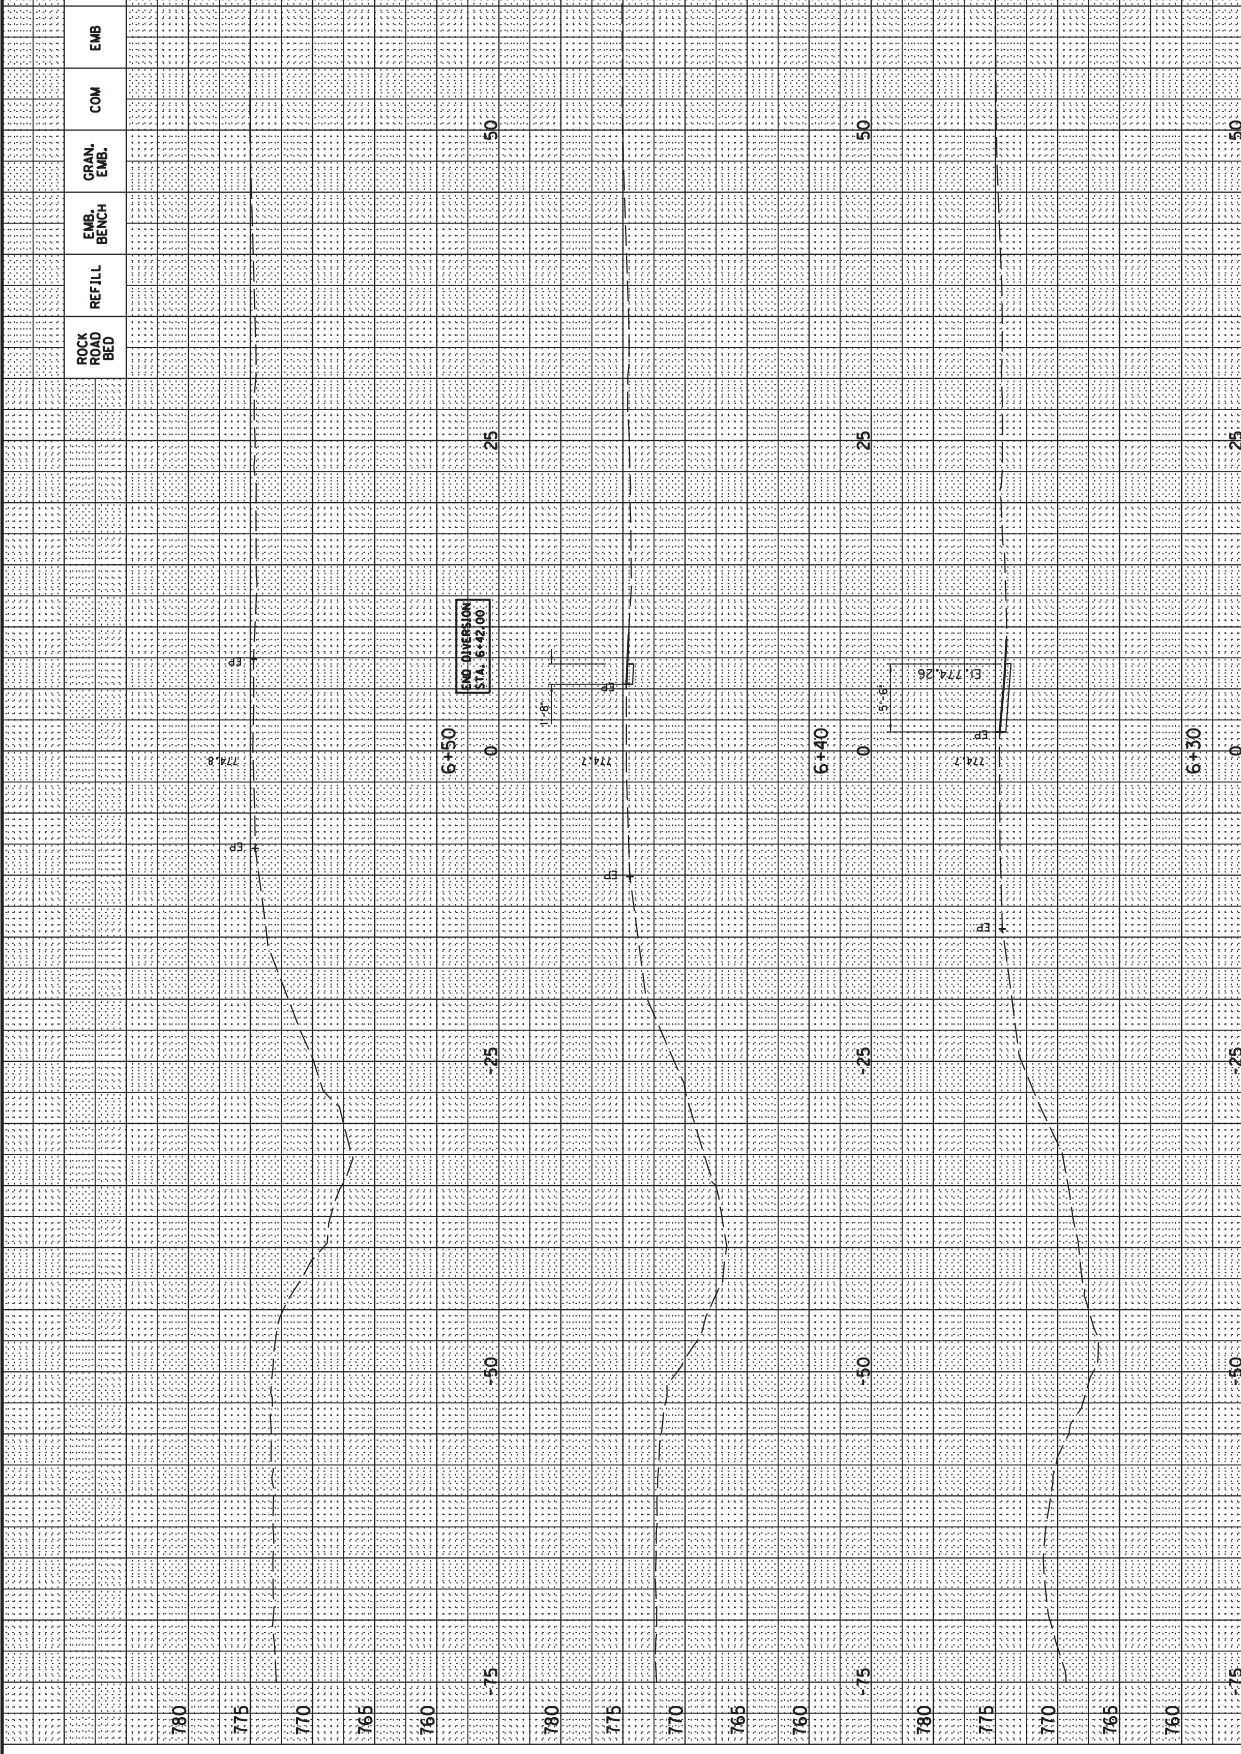 ROCK
ROAD
BED
REFILL
EMB.
BENCH
GRAN.
EMB.
COM
EMB
780
EP
774.8
EP
775
770
765
760
6+50
END DIVERSION
STA. 6+42.00
-75
-50
-25
0
25
50
780
1'-8"
EP
774.7
EP
775
770
765
760
6+40
-75
-50
-25
0
25
50
780
5'-6"
El.774.26
EP
774.7
EP
775
770
765
760
6+30
-75
-50
-25
0
25
50